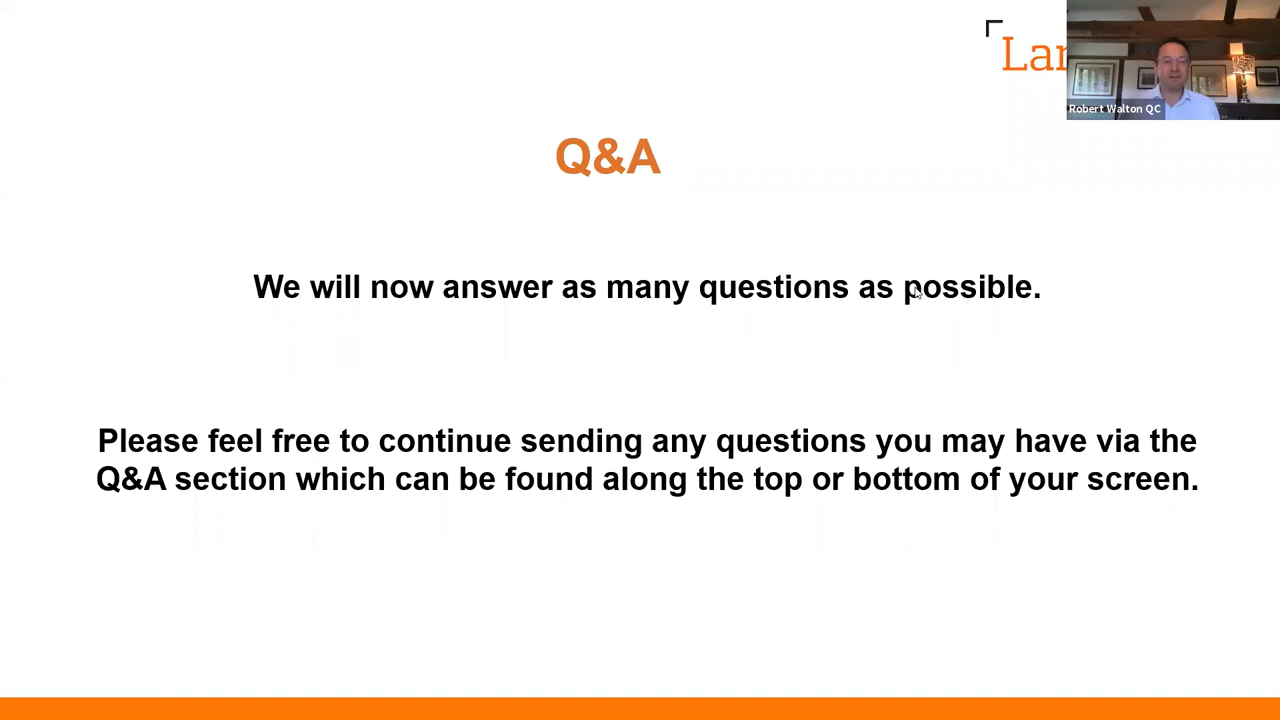 Lar
Robert Walton QC
Q&A
We will now answer as many questions as possible.
Please feel free to continue sending any questions you may have via the
Q&A section which can be found along the top or bottom of your screen.